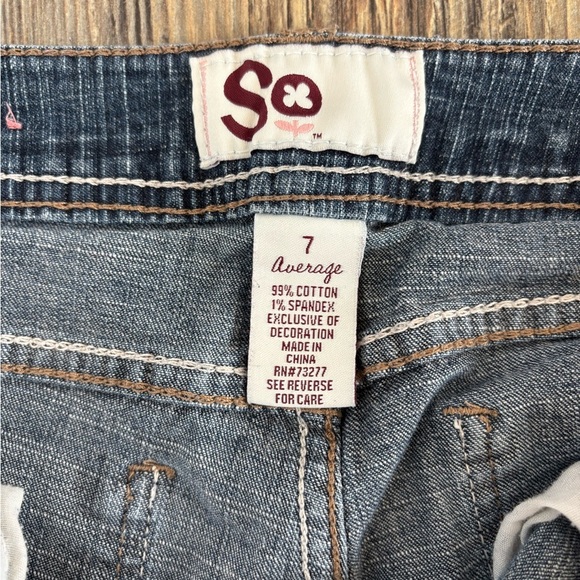 So
TM
7
Average
99% COTTON
1% SPANDEX
EXCLUSIVE OF
DECORATION
MADE IN
CHINA
RN#73277
SEE REVERSE
FOR CARE